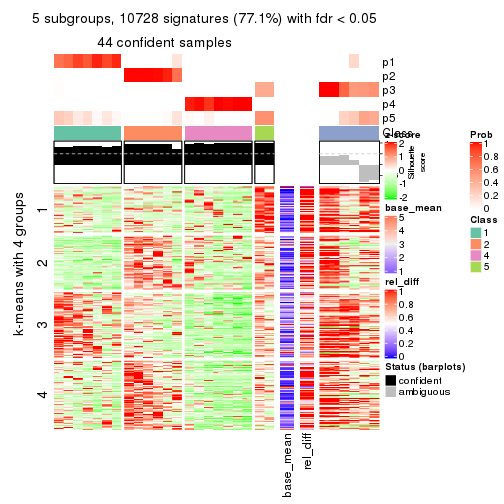 5 subgroups, 10728 signatures (77.1%) with fdr < 0.05
44 confident samples
p1
p2
p3
p4
p5
Class
Silhouette
score
k-means with 4 groups
1
2
3
4
base_mean
rel_diff
z-score
2
1
0
-1
-2
base_mean
5
4
3
2
1
rel_diff
1
0.8
0.6
0.4
0.2
0
Status (barplots)
confident
ambiguous
Prob
1
0.8
0.6
0.4
0.2
0
Class
1
2
4
5